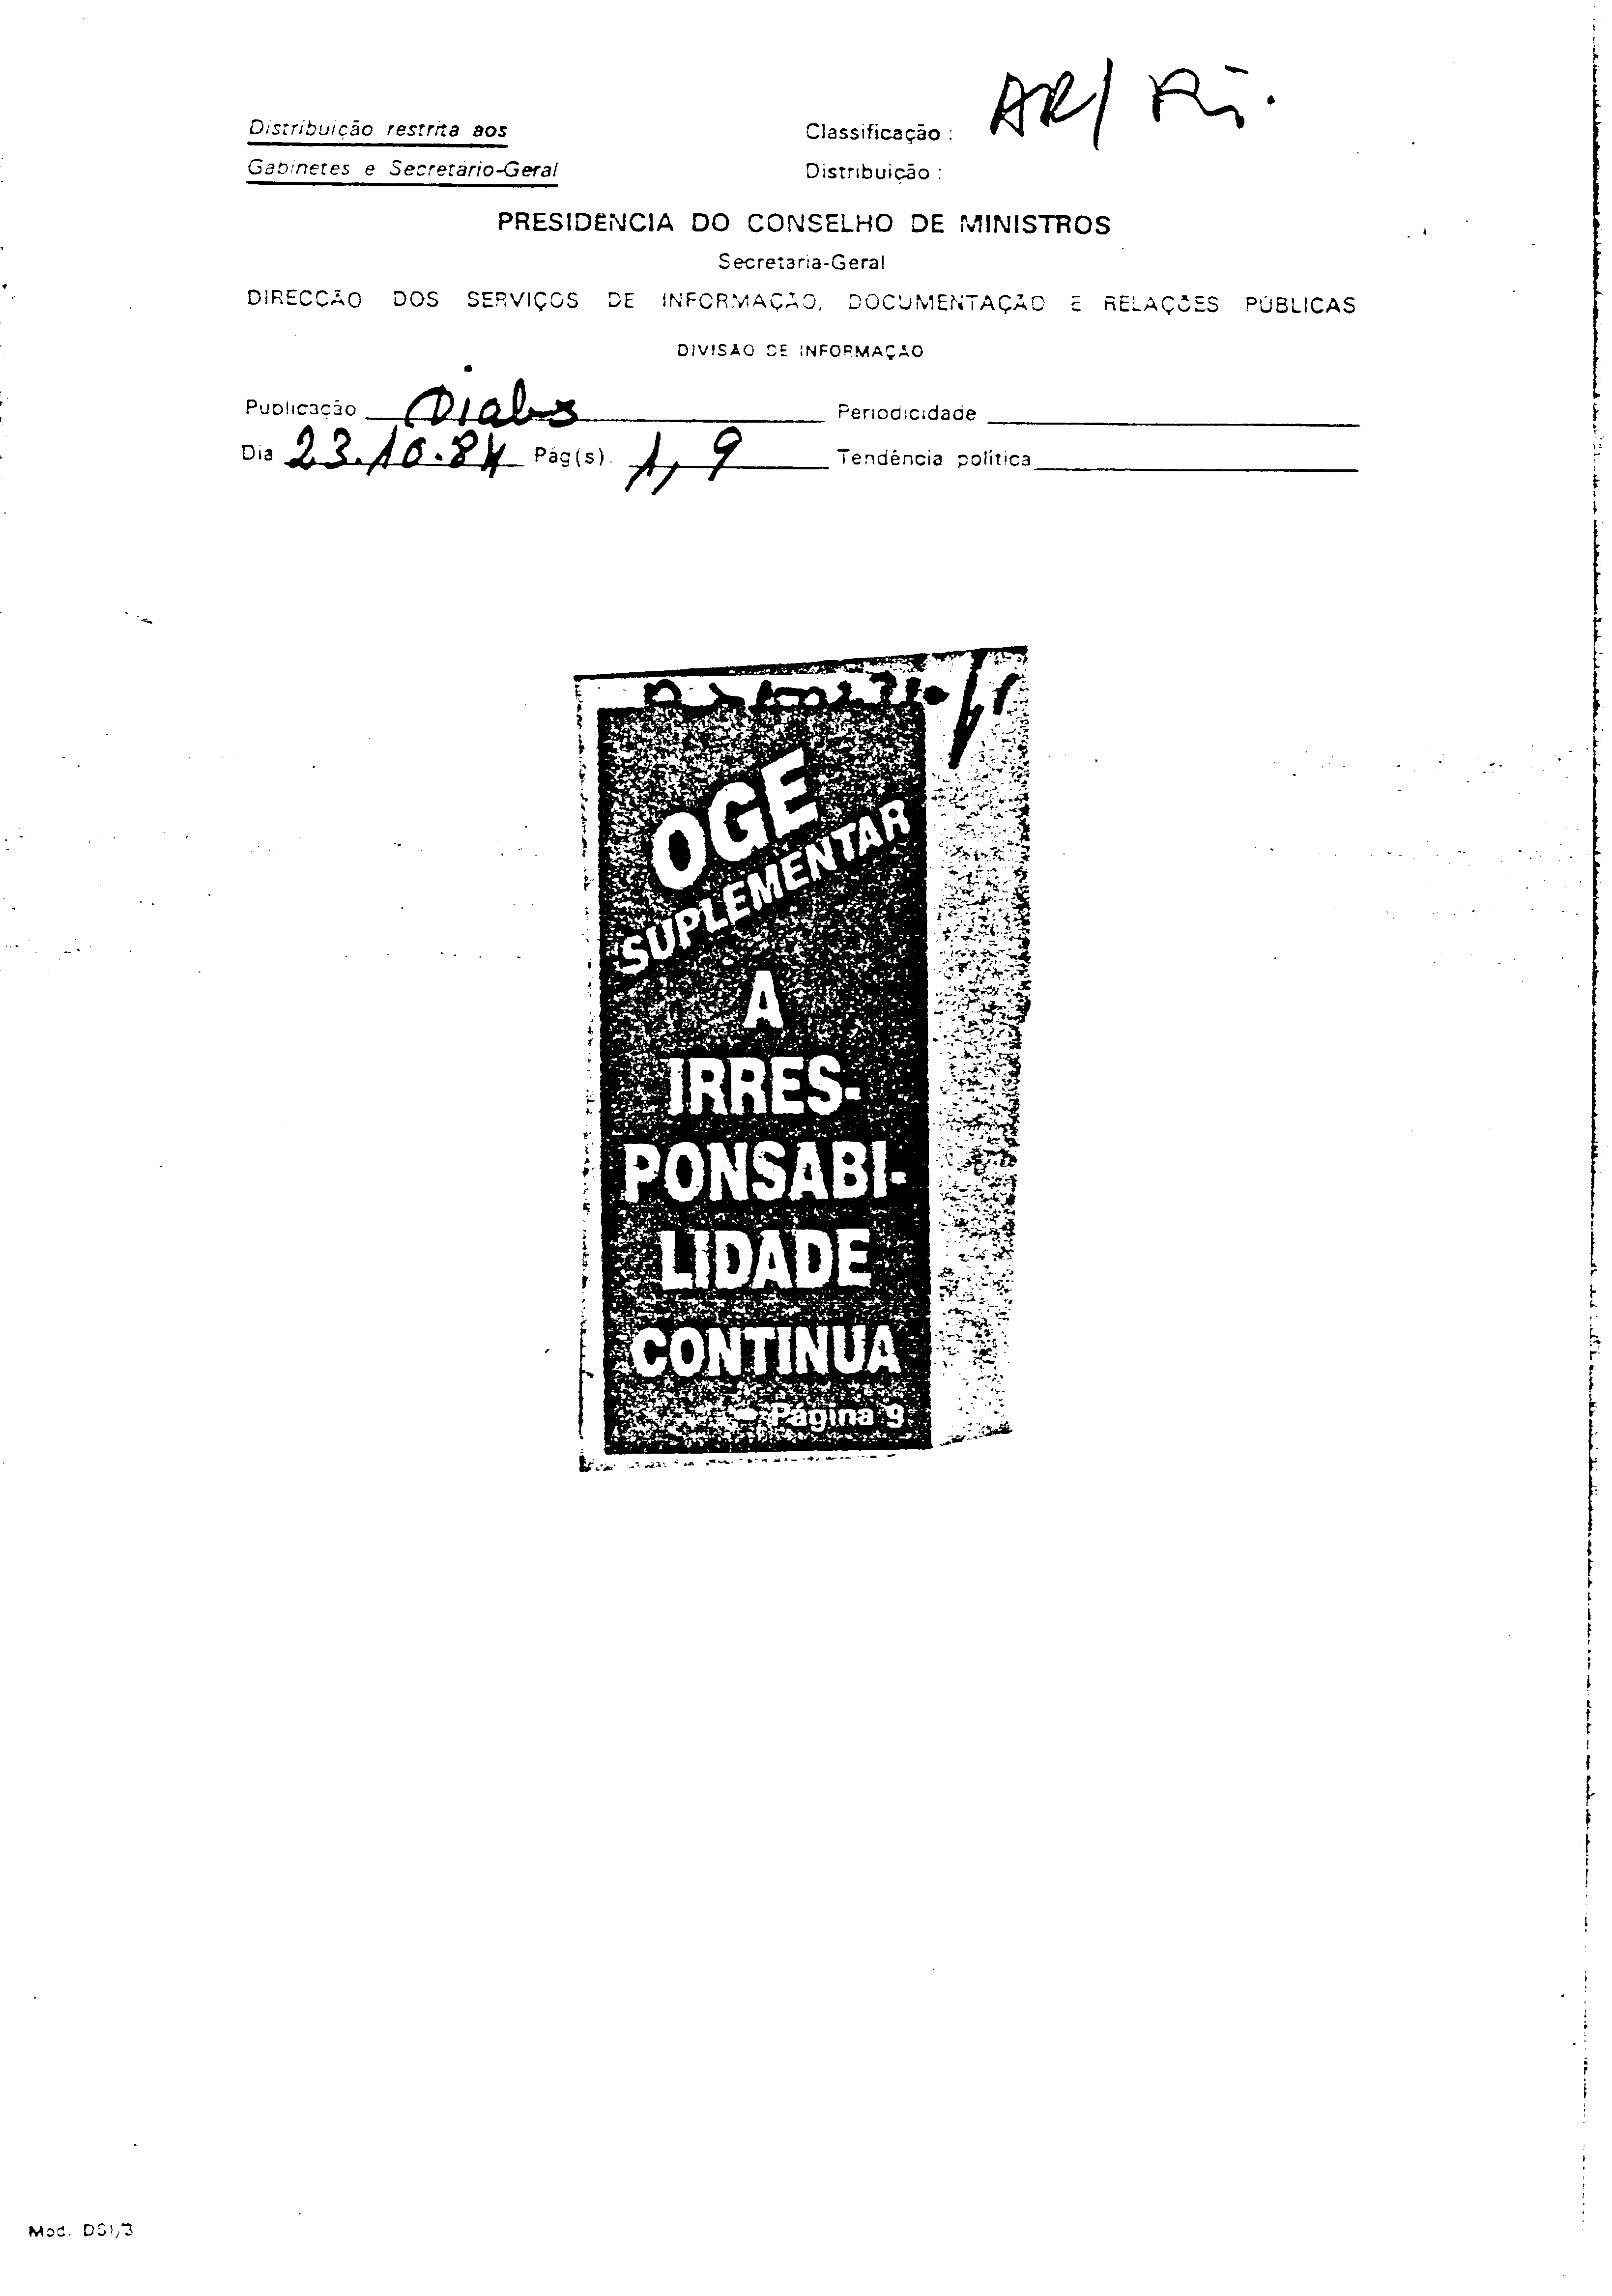 Distribuição restrita aos
Gabinetes e Secretário-Geral
Classificação : AR/
Distribuição :
PRESIDÊNCIA DO CONSELHO DE MINISTROS
Secretaria-Geral
DIRECÇÃO DOS SERVIÇOS DE INFORMAÇÃO, DOCUMENTAÇÃO E RELAÇÕES PÚBLICAS
DIVISÃO DE INFORMAÇÃO
Publicação Diabo Periodicidade
Dia 23.10.84 Pág(s). 1, 9 Tendência política
OGE
SUPLEMENTAR
A
IRRES-
PONSABI-
LIDADE
CONTINUA
Página 9
Mod. DSI/3